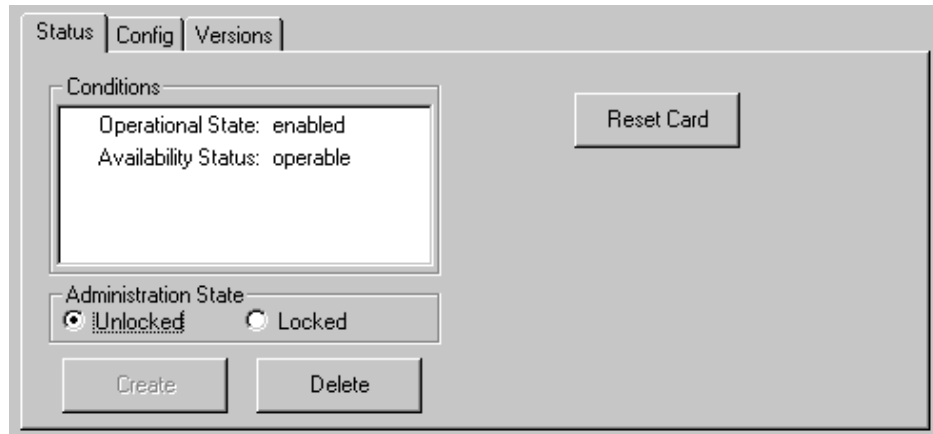 Status Config Versions
Conditions
Operational State: enabled
Availability Status: operable
Reset Card
Administration State
Unlocked Locked
Create Delete